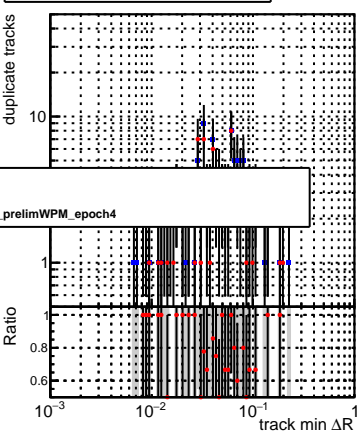 duplicate tracks
10
_prelimWPM_epoch4
1
Ratio
1
0.8
0.6
10−3 10−2 10−1 1
track min ΔR